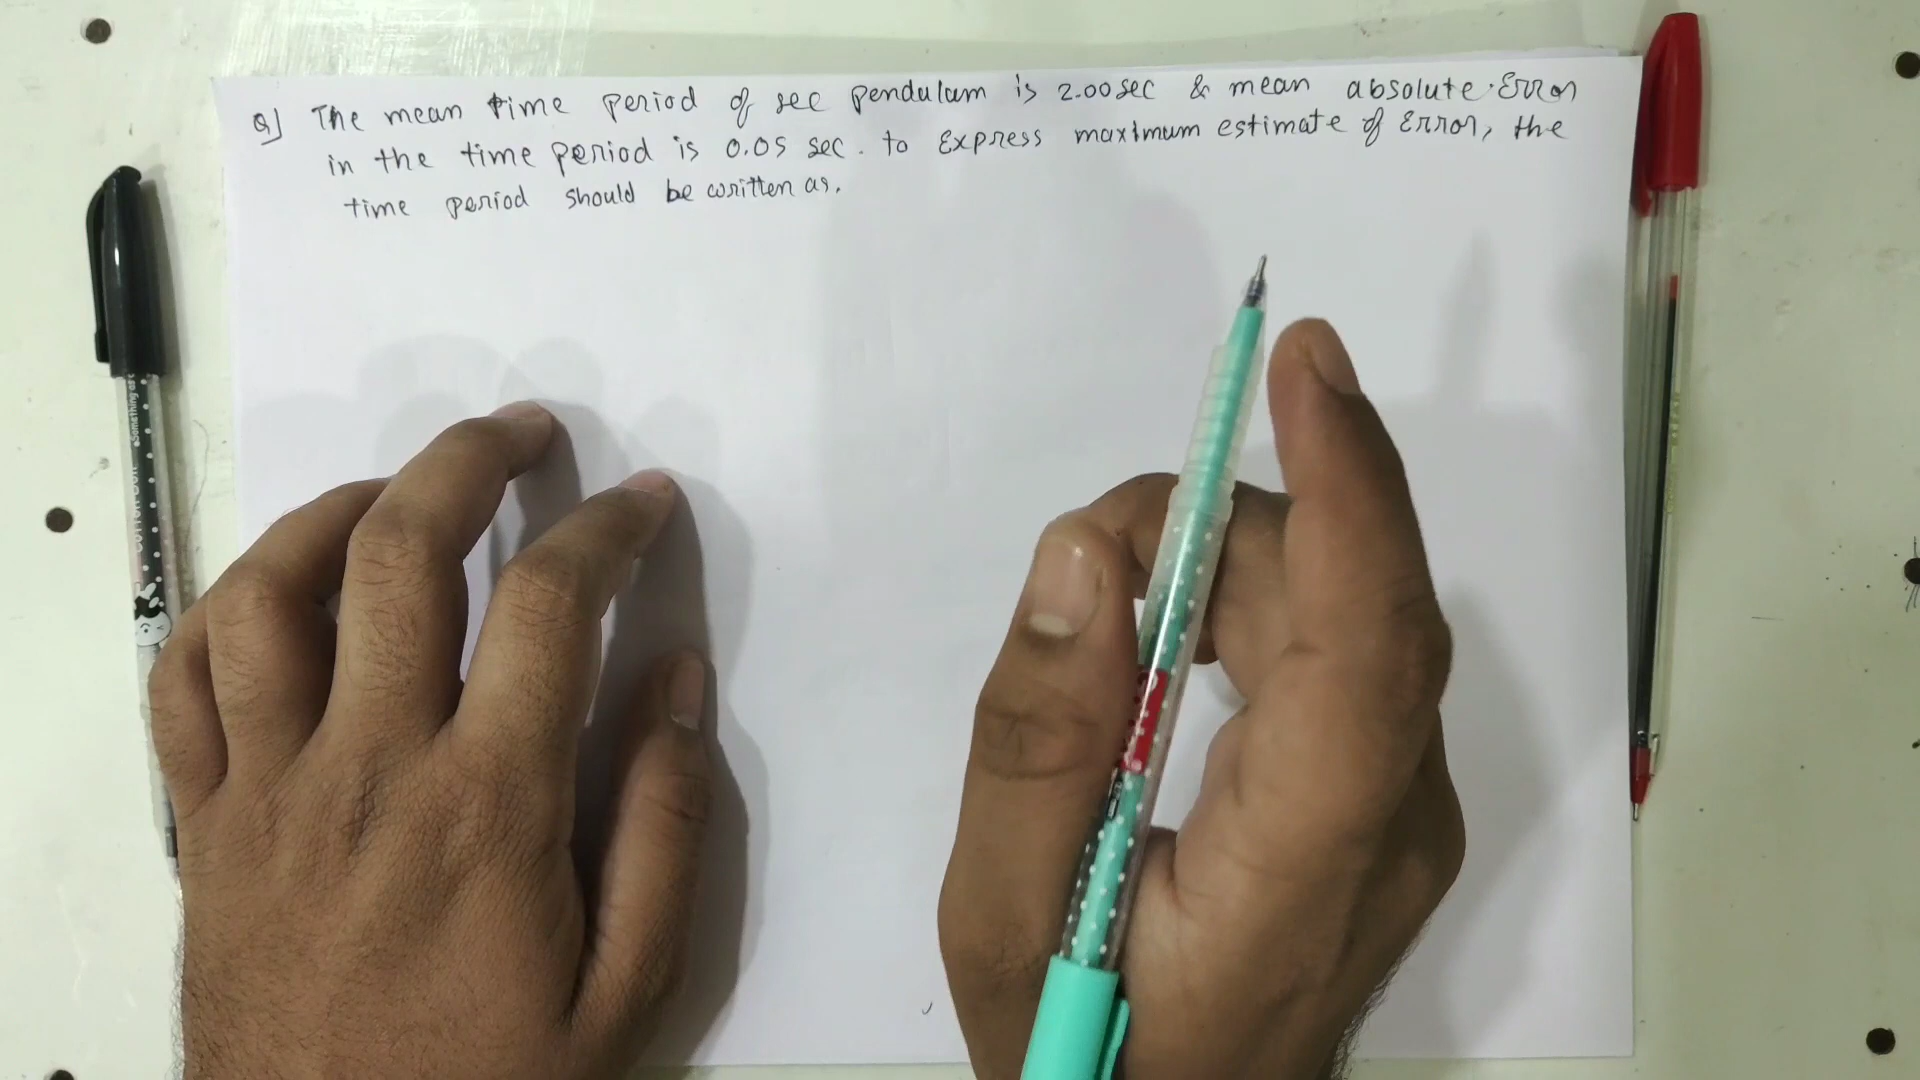 Q] The mean time period of sec pendulam is 2.00 sec & mean absolute Error
in the time period is 0.05 sec. to Express maximum estimate of Error, the
time period should be written as.